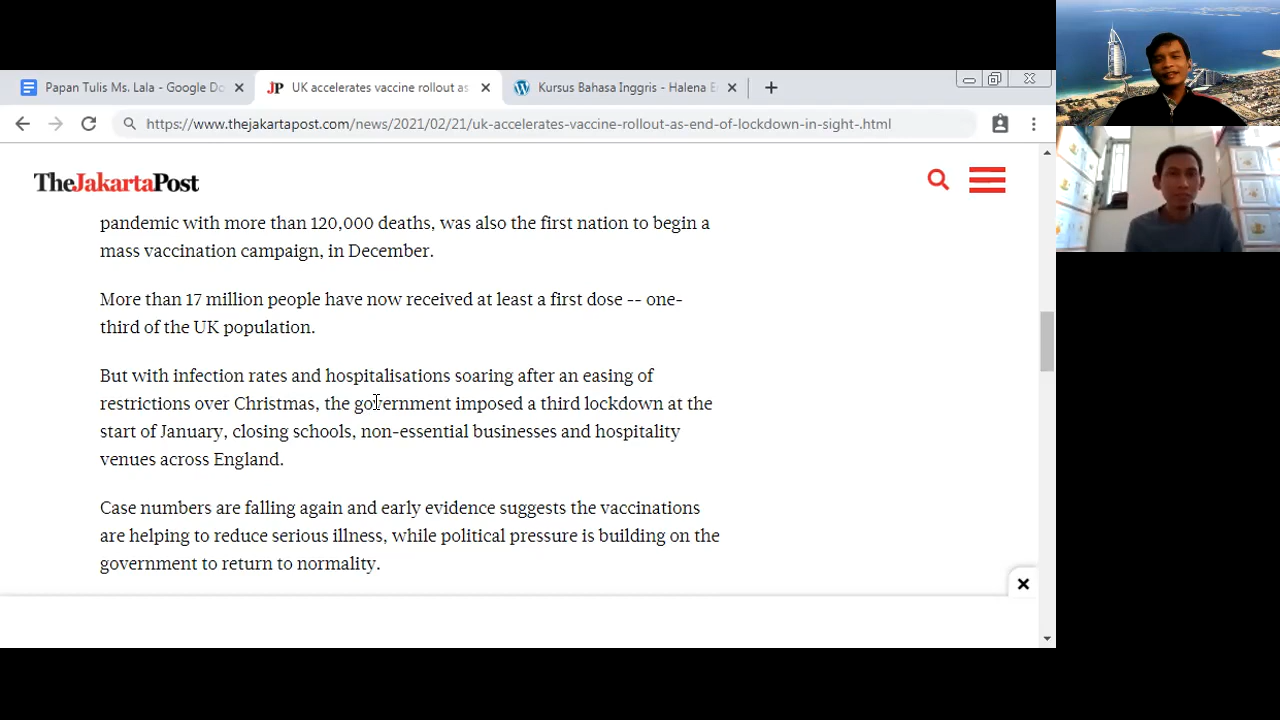 Papan Tulis Ms. Lala - Google Do
UK accelerates vaccine rollout as
Kursus Bahasa Inggris - Halena E
https://www.thejakartapost.com/news/2021/02/21/uk-accelerates-vaccine-rollout-as-end-of-lockdown-in-sight-.html
TheJakartaPost
pandemic with more than 120,000 deaths, was also the first nation to begin a
mass vaccination campaign, in December.
More than 17 million people have now received at least a first dose -- one-
third of the UK population.
But with infection rates and hospitalisations soaring after an easing of
restrictions over Christmas, the government imposed a third lockdown at the
start of January, closing schools, non-essential businesses and hospitality
venues across England.
Case numbers are falling again and early evidence suggests the vaccinations
are helping to reduce serious illness, while political pressure is building on the
government to return to normality.